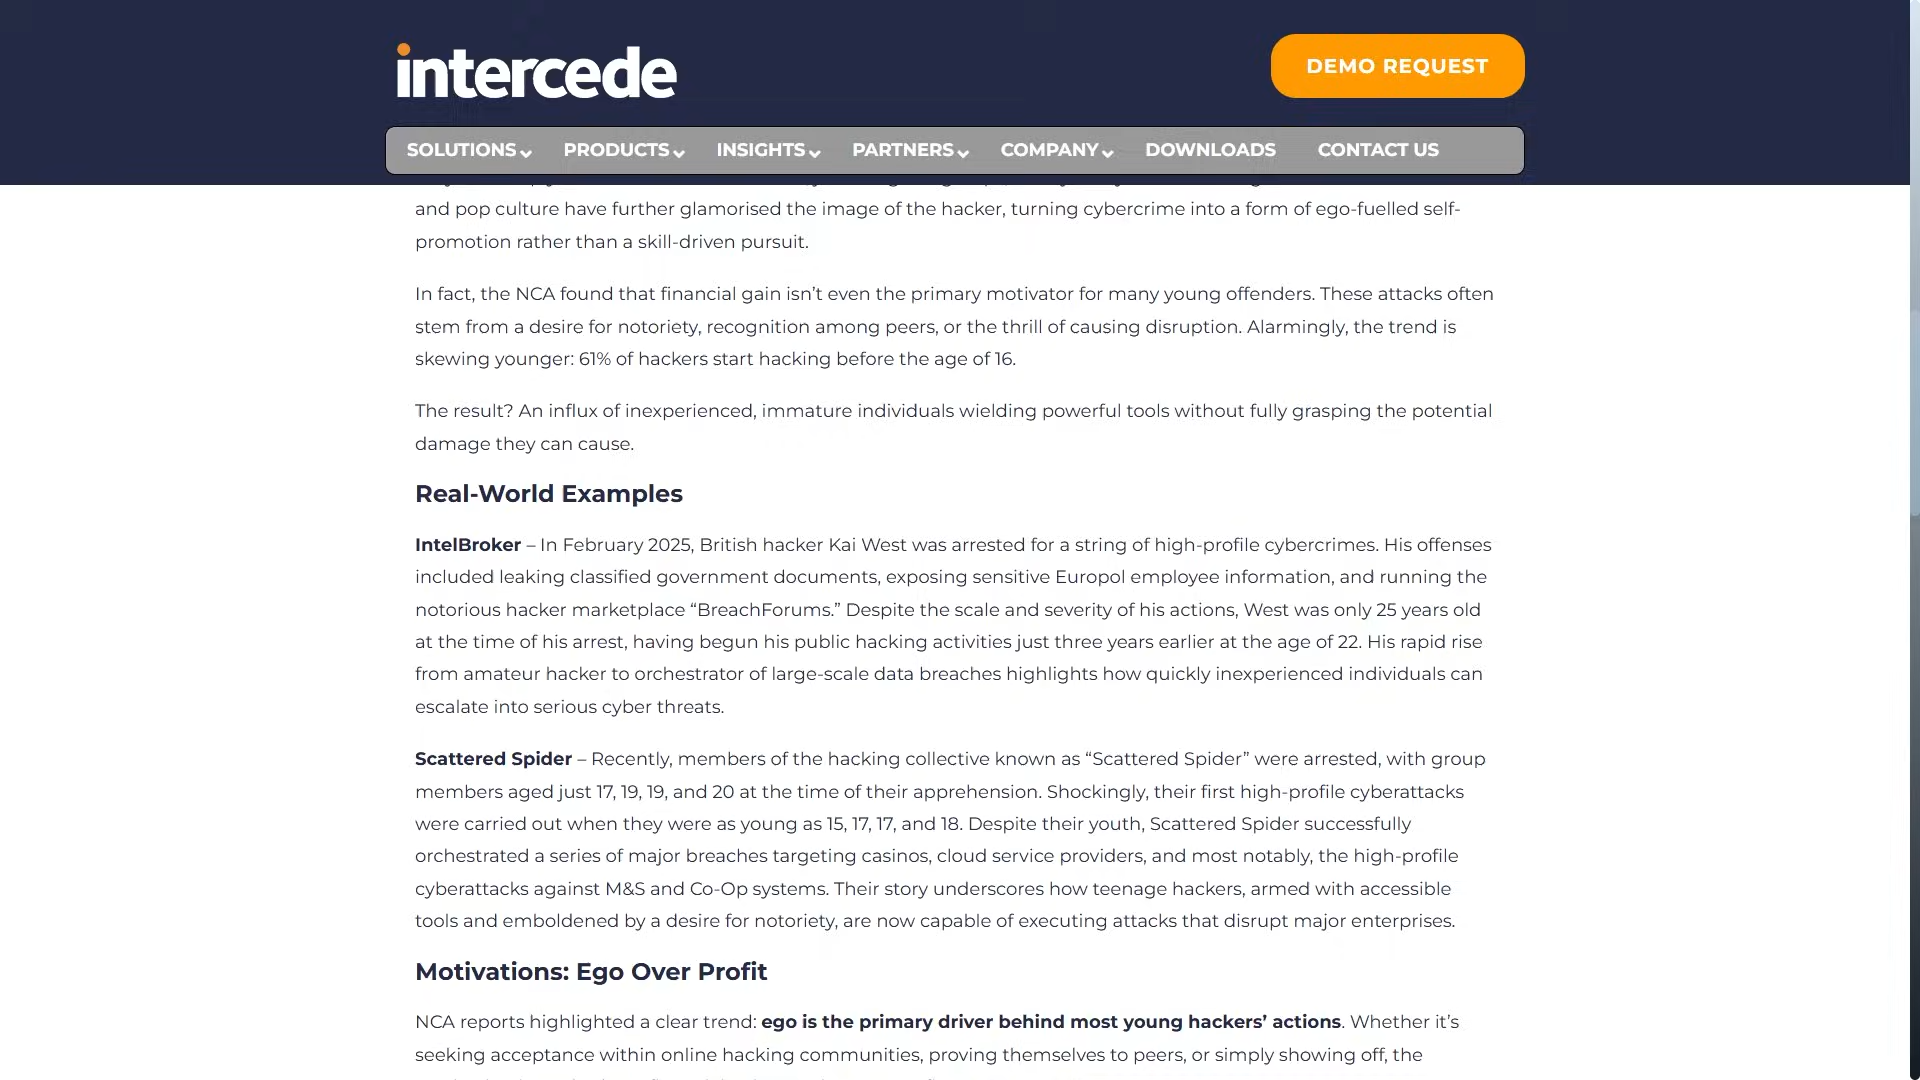 intercede
DEMO REQUEST
SOLUTIONS PRODUCTS INSIGHTS PARTNERS COMPANY DOWNLOADS CONTACT US
and pop culture have further glamorised the image of the hacker, turning cybercrime into a form of ego-fuelled self-
promotion rather than a skill-driven pursuit.
In fact, the NCA found that financial gain isn’t even the primary motivator for many young offenders. These attacks often
stem from a desire for notoriety, recognition among peers, or the thrill of causing disruption. Alarmingly, the trend is
skewing younger: 61% of hackers start hacking before the age of 16.
The result? An influx of inexperienced, immature individuals wielding powerful tools without fully grasping the potential
damage they can cause.
Real-World Examples
IntelBroker – In February 2025, British hacker Kai West was arrested for a string of high-profile cybercrimes. His offenses
included leaking classified government documents, exposing sensitive Europol employee information, and running the
notorious hacker marketplace “BreachForums.” Despite the scale and severity of his actions, West was only 25 years old
at the time of his arrest, having begun his public hacking activities just three years earlier at the age of 22. His rapid rise
from amateur hacker to orchestrator of large-scale data breaches highlights how quickly inexperienced individuals can
escalate into serious cyber threats.
Scattered Spider – Recently, members of the hacking collective known as “Scattered Spider” were arrested, with group
members aged just 17, 19, 19, and 20 at the time of their apprehension. Shockingly, their first high-profile cyberattacks
were carried out when they were as young as 15, 17, 17, and 18. Despite their youth, Scattered Spider successfully
orchestrated a series of major breaches targeting casinos, cloud service providers, and most notably, the high-profile
cyberattacks against M&S and Co-Op systems. Their story underscores how teenage hackers, armed with accessible
tools and emboldened by a desire for notoriety, are now capable of executing attacks that disrupt major enterprises.
Motivations: Ego Over Profit
NCA reports highlighted a clear trend: ego is the primary driver behind most young hackers’ actions. Whether it’s
seeking acceptance within online hacking communities, proving themselves to peers, or simply showing off, the